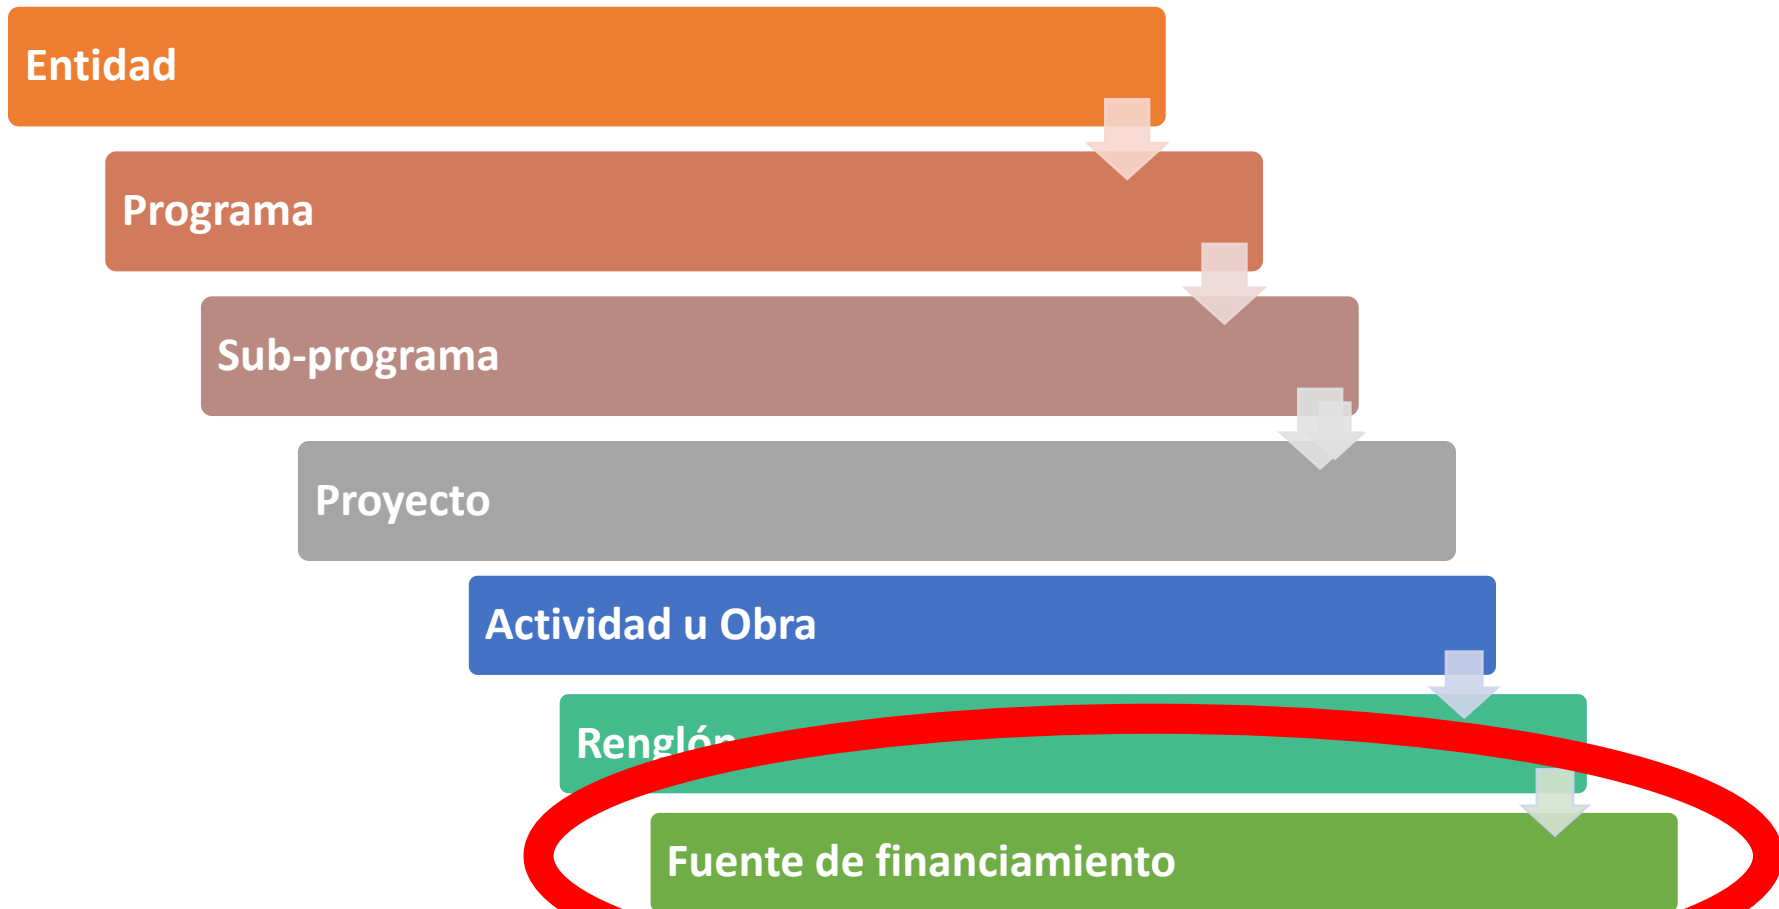 Entidad
Programa
Sub-programa
Proyecto
Actividad u Obra
Renglón
Fuente de financiamiento